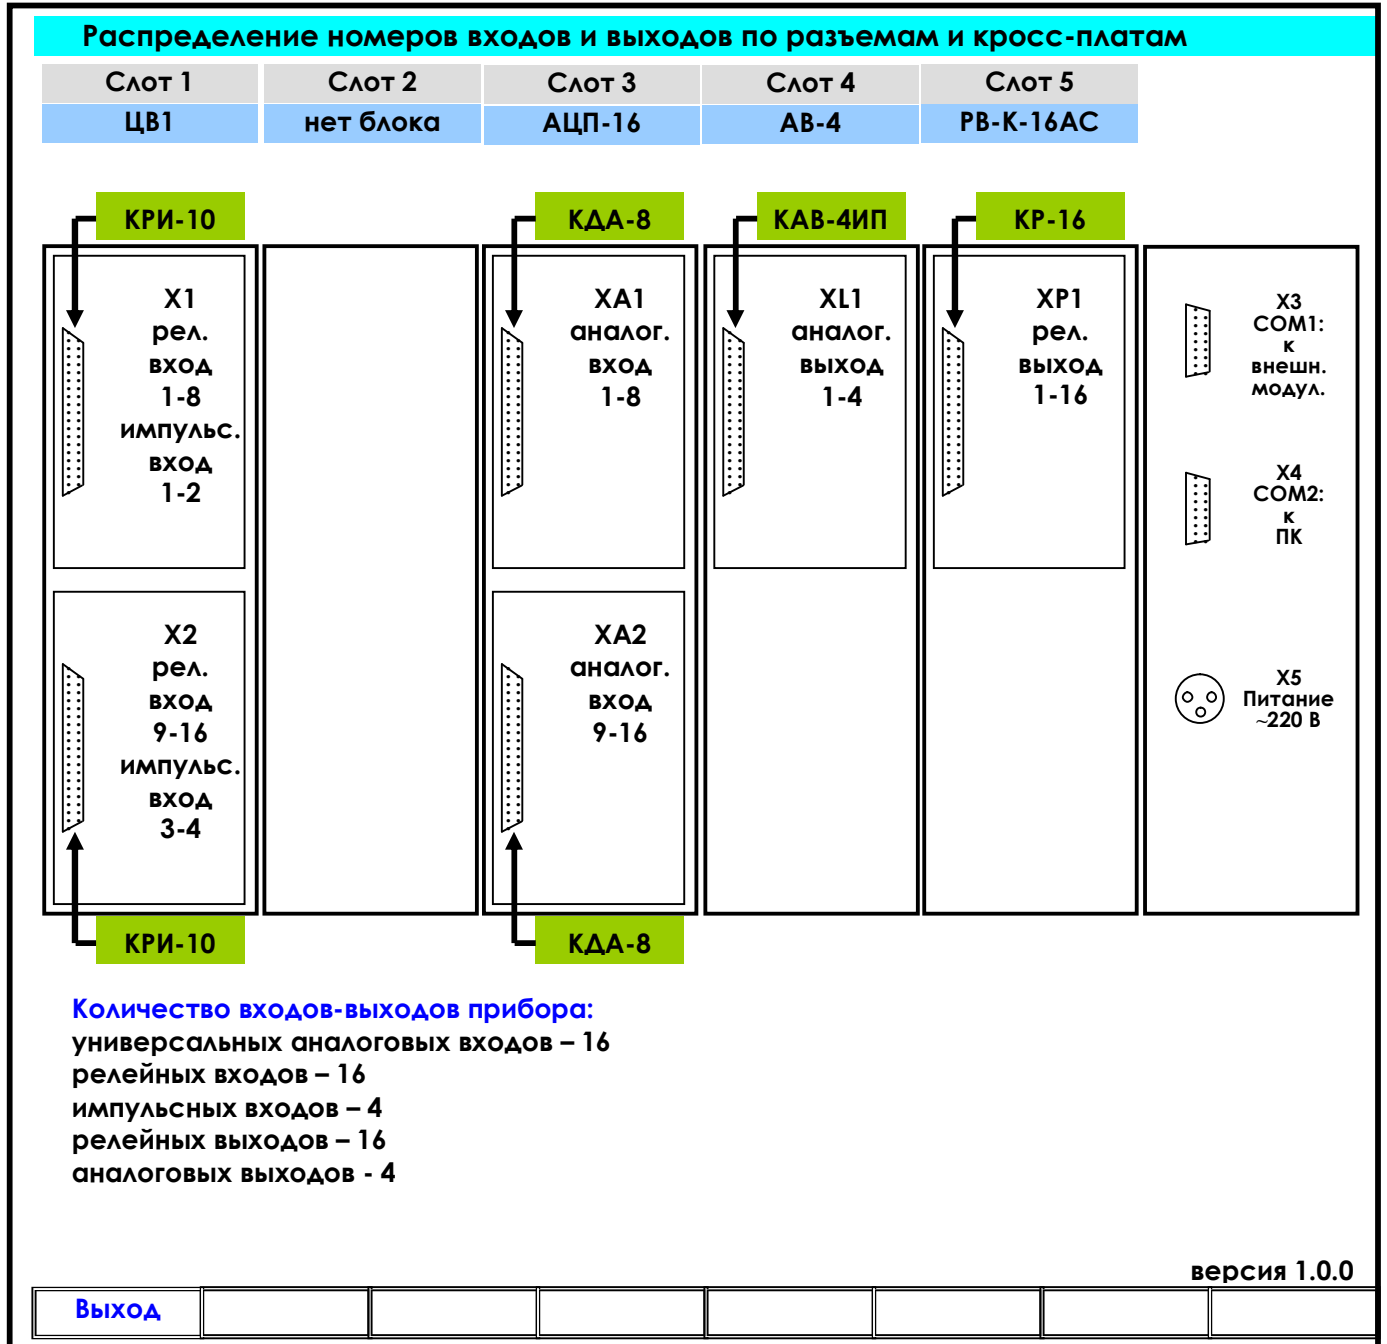 Распределение номеров входов и выходов по разъемам и кросс-платам
Слот 1
Слот 2
Слот 3
Слот 4
Слот 5
ЦВ1
нет блока
АЦП-16
АВ-4
РВ-К-16АС
КРИ-10
КДА-8
КАВ-4ИП
КР-16
X1
рел.
вход
1-8
импульс.
вход
1-2
XA1
аналог.
вход
1-8
XL1
аналог.
выход
1-4
XP1
рел.
выход
1-16
X3
COM1:
к
внешн.
модул.
X4
COM2:
к
ПК
X2
рел.
вход
9-16
импульс.
вход
3-4
XA2
аналог.
вход
9-16
X5
Питание
~220 В
КРИ-10
КДА-8
Количество входов-выходов прибора:
универсальных аналоговых входов – 16
релейных входов – 16
импульсных входов – 4
релейных выходов – 16
аналоговых выходов - 4
версия 1.0.0
Выход